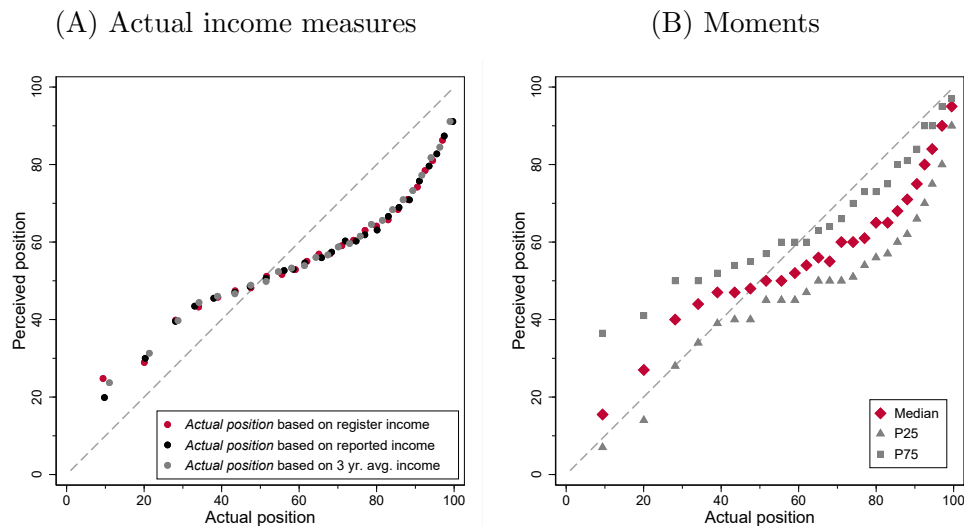 (A) Actual income measures
(B) Moments
100
80
60
40
20
0
Perceived position
0 20 40 60 80 100
Actual position
Actual position based on register income
Actual position based on reported income
Actual position based on 3 yr. avg. income
100
80
60
40
20
0
Perceived position
0 20 40 60 80 100
Actual position
Median
P25
P75